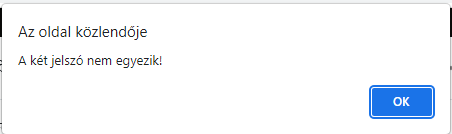 Az oldal közlendője
A két jelszó nem egyezik!
OK